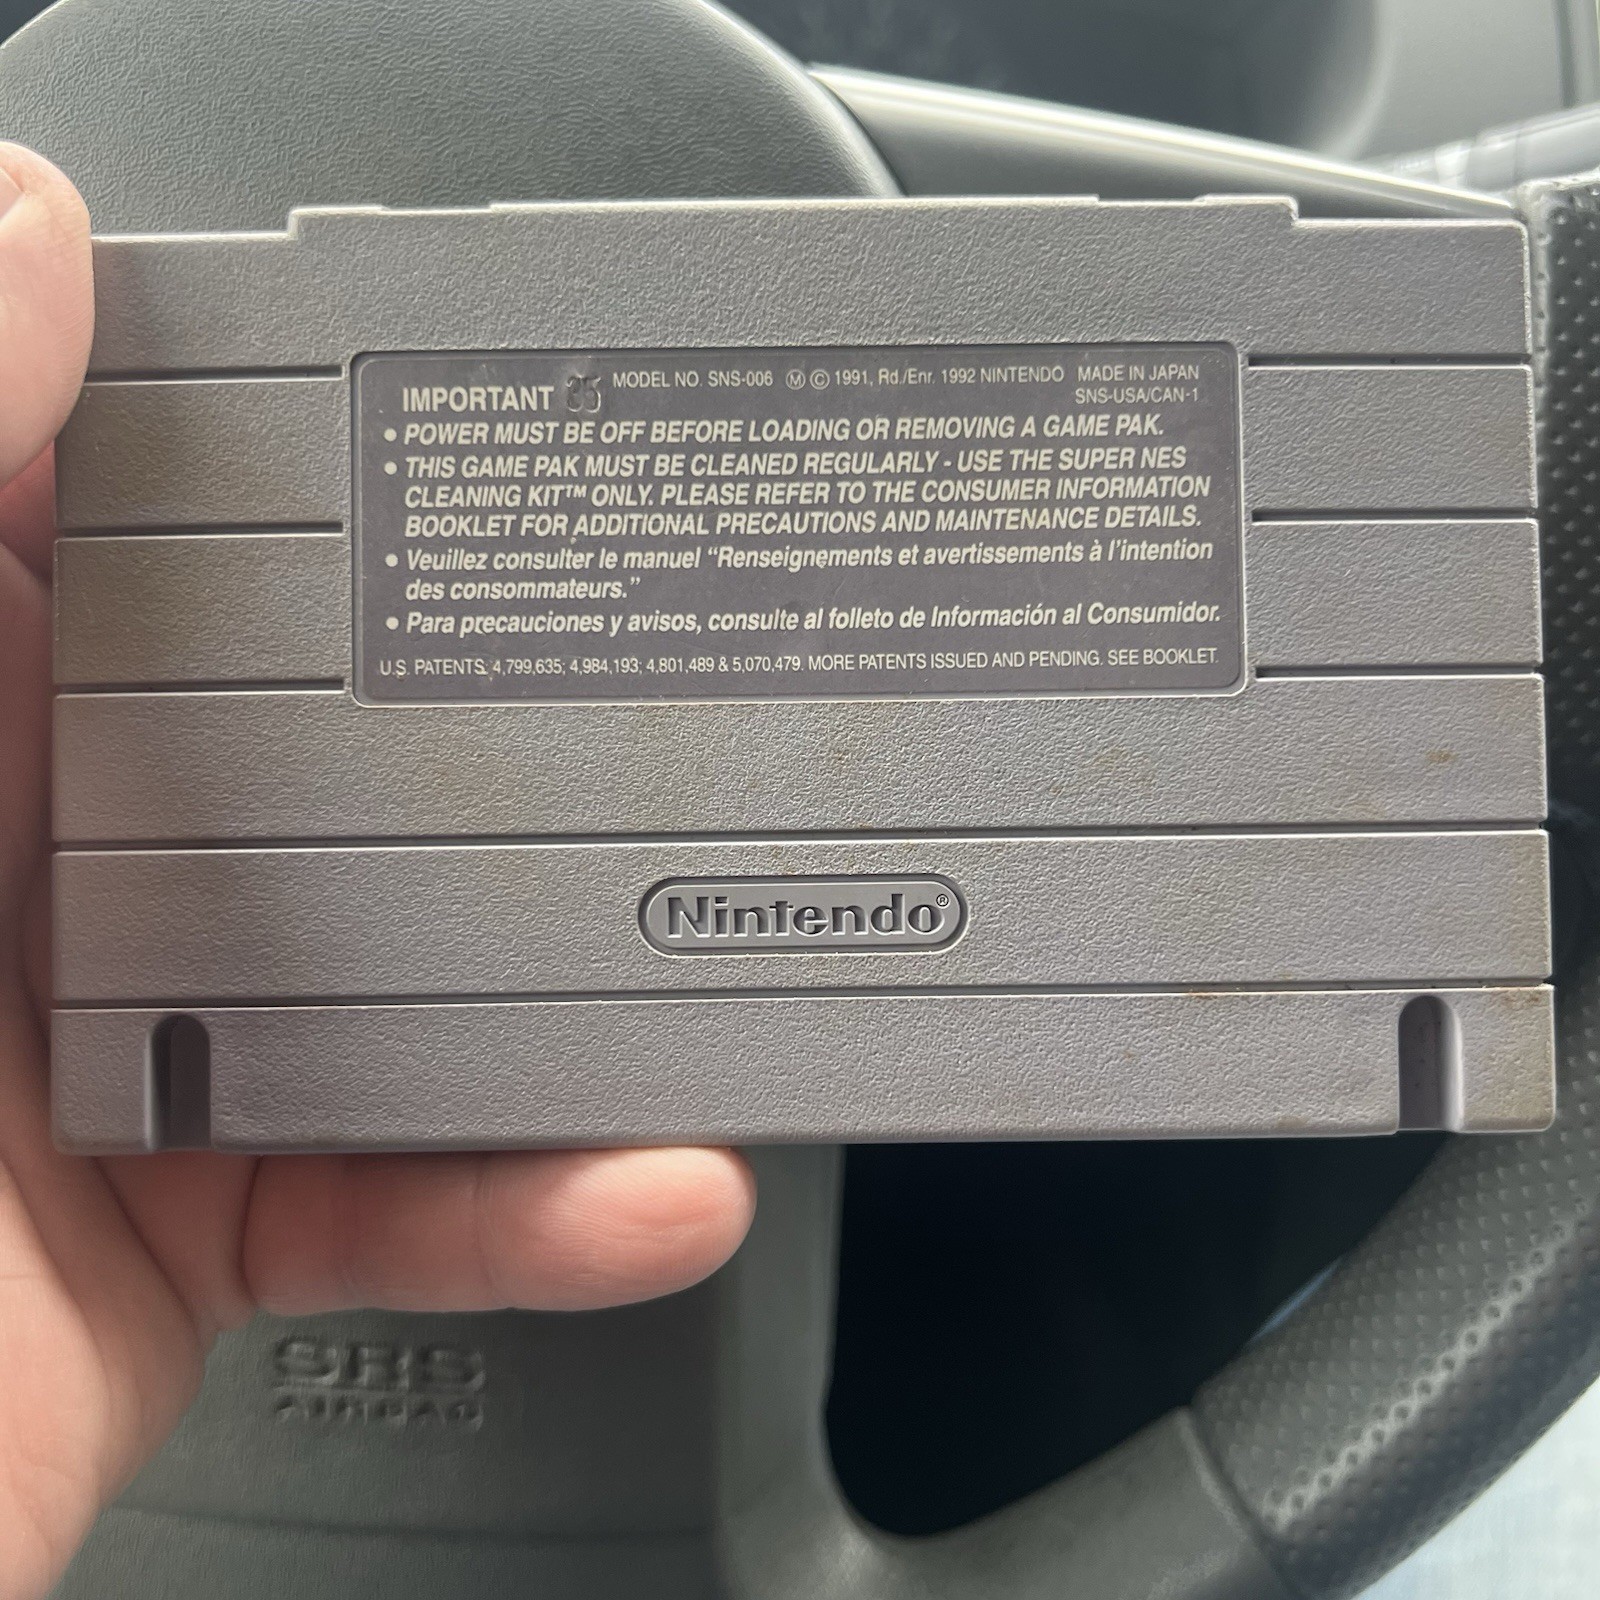 IMPORTANT 35 MODEL NO. SNS-006 Ⓜ © 1991, Rd./Enr. 1992 NINTENDO MADE IN JAPAN
SNS-USA/CAN-1
• POWER MUST BE OFF BEFORE LOADING OR REMOVING A GAME PAK.
• THIS GAME PAK MUST BE CLEANED REGULARLY - USE THE SUPER NES
CLEANING KIT™ ONLY. PLEASE REFER TO THE CONSUMER INFORMATION
BOOKLET FOR ADDITIONAL PRECAUTIONS AND MAINTENANCE DETAILS.
• Veuillez consulter le manuel “Renseignements et avertissements à l’intention
des consommateurs.”
• Para precauciones y avisos, consulte al folleto de Información al Consumidor.
U.S. PATENTS: 4,799,635; 4,984,193; 4,801,489 & 5,070,479. MORE PATENTS ISSUED AND PENDING. SEE BOOKLET.
Nintendo®
SRS
AIRBAG